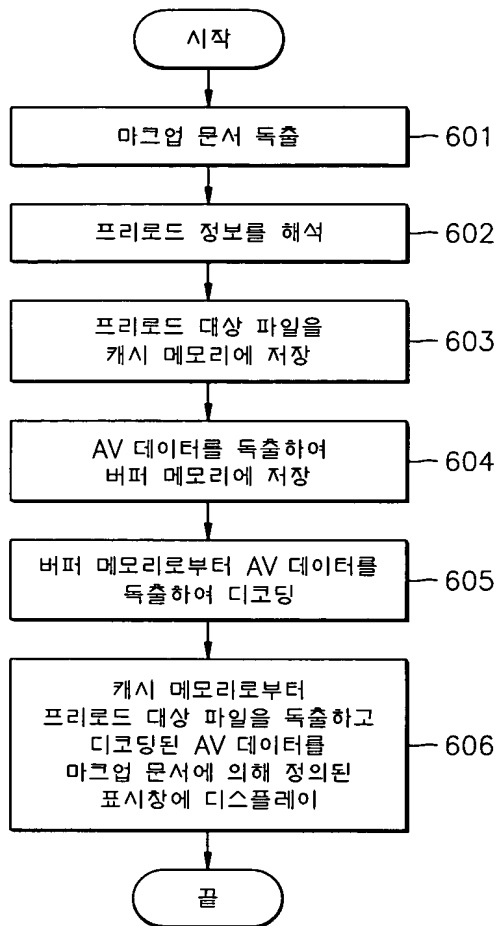 시작
마크업 문서 독출
601
프리로드 정보를 해석
602
프리로드 대상 파일을
캐시 메모리에 저장
603
AV 데이터를 독출하여
버퍼 메모리에 저장
604
버퍼 메모리로부터 AV 데이터를
독출하여 디코딩
605
캐시 메모리로부터
프리로드 대상 파일을 독출하고
디코딩된 AV 데이터를
마크업 문서에 의해 정의된
표시창에 디스플레이
606
끝